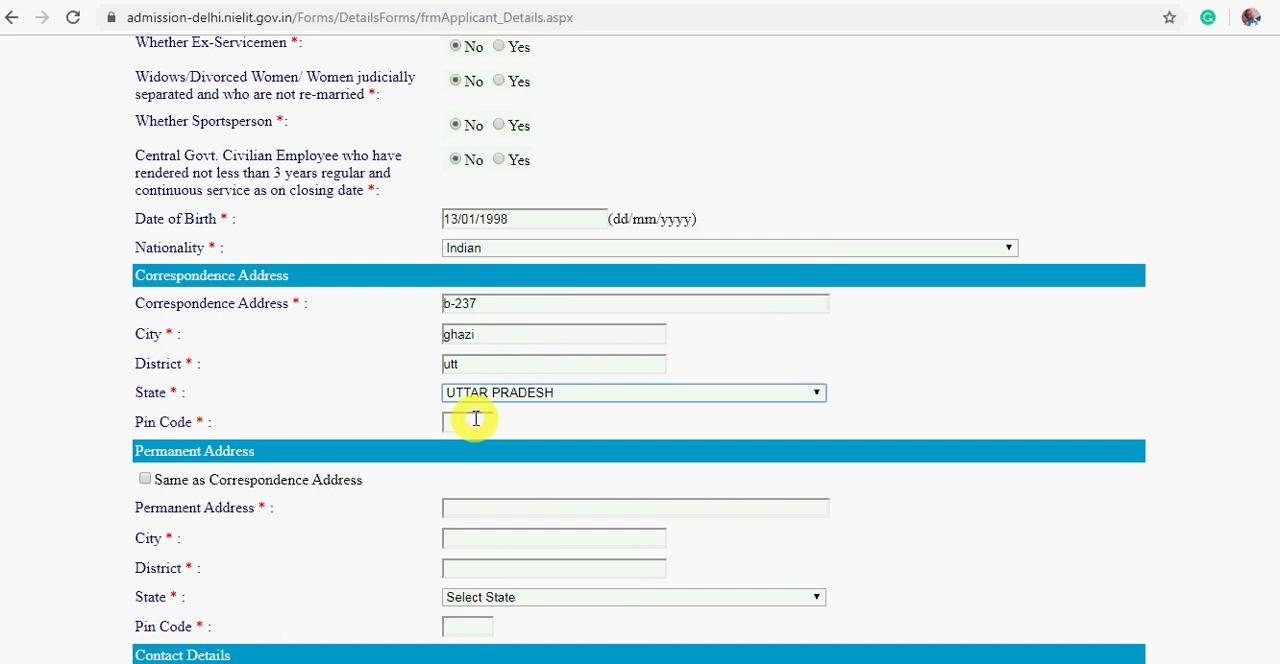 admission-delhi.nielit.gov.in/Forms/DetailsForms/frmApplicant_Details.aspx
Whether Ex-Servicemen *: No Yes
Widows/Divorced Women/ Women judicially
separated and who are not re-married *: No Yes
Whether Sportsperson *: No Yes
Central Govt. Civilian Employee who have
rendered not less than 3 years regular and
continuous service as on closing date *: No Yes
Date of Birth * : 13/01/1998 (dd/mm/yyyy)
Nationality * : Indian
Correspondence Address
Correspondence Address * : b-237
City * : ghazi
District * : utt
State * : UTTAR PRADESH
Pin Code * :
Permanent Address
Same as Correspondence Address
Permanent Address * :
City * :
District * :
State * : Select State
Pin Code * :
Contact Details